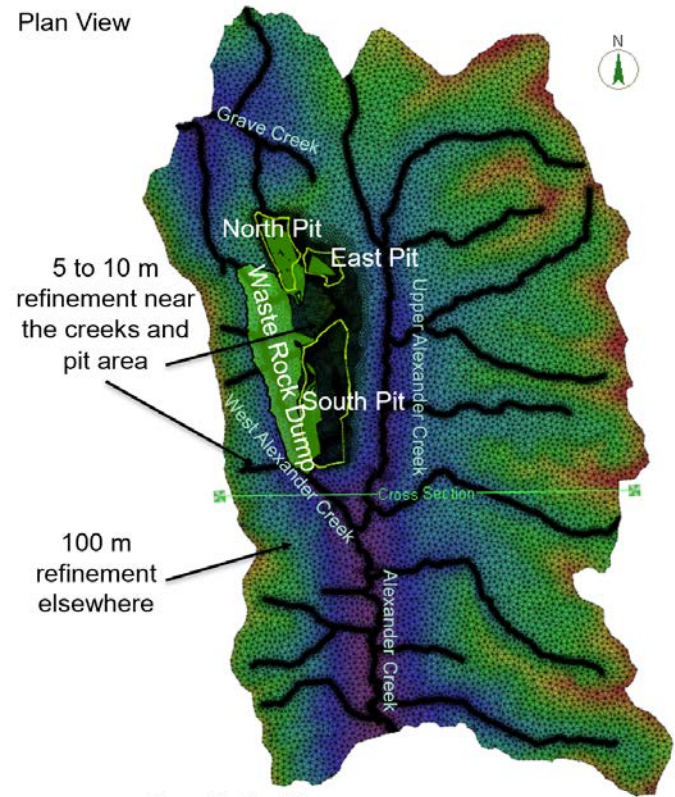 Plan View
N
Grave Creek
North Pit
East Pit
5 to 10 m
refinement near
the creeks and
pit area
Waste Rock Dump
Upper Alexander Creek
South Pit
West Alexander Creek
Cross Section
100 m
refinement
elsewhere
Alexander Creek